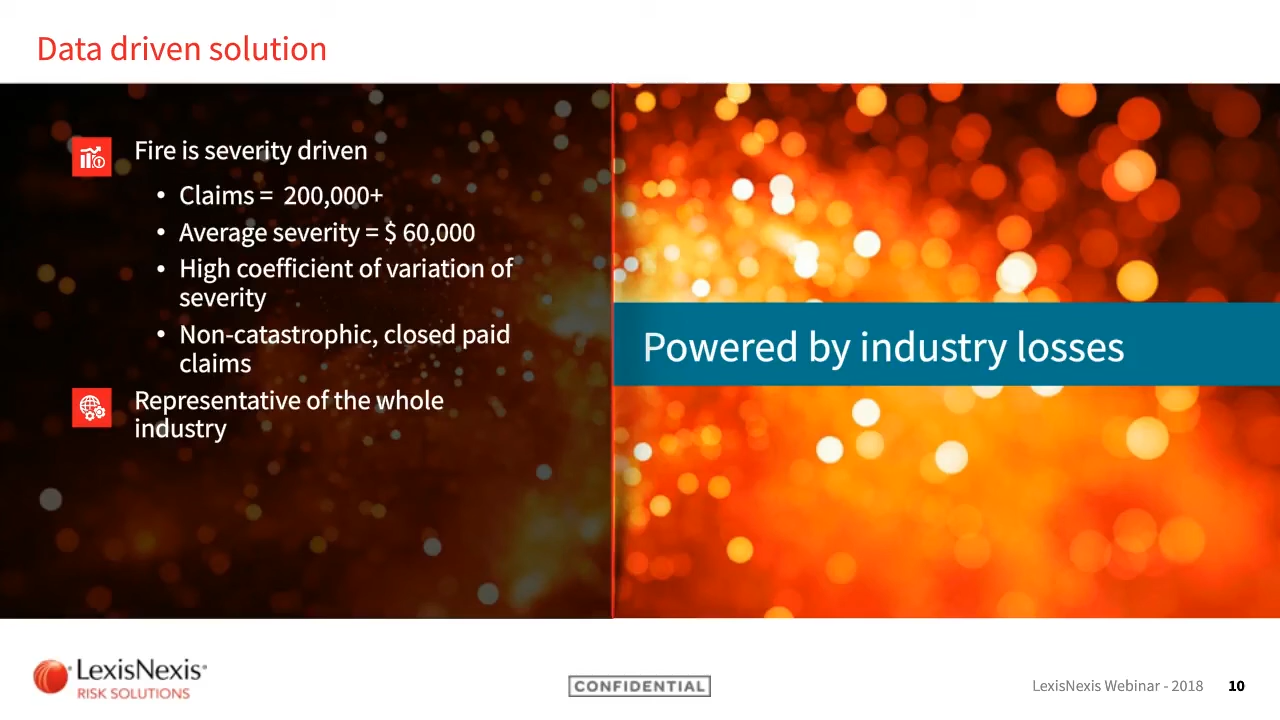 Data driven solution
Fire is severity driven
• Claims = 200,000+
• Average severity = $ 60,000
• High coefficient of variation of
severity
• Non-catastrophic, closed paid
claims
Representative of the whole
industry
Powered by industry losses
LexisNexis®
RISK SOLUTIONS
CONFIDENTIAL
LexisNexis Webinar - 2018 10